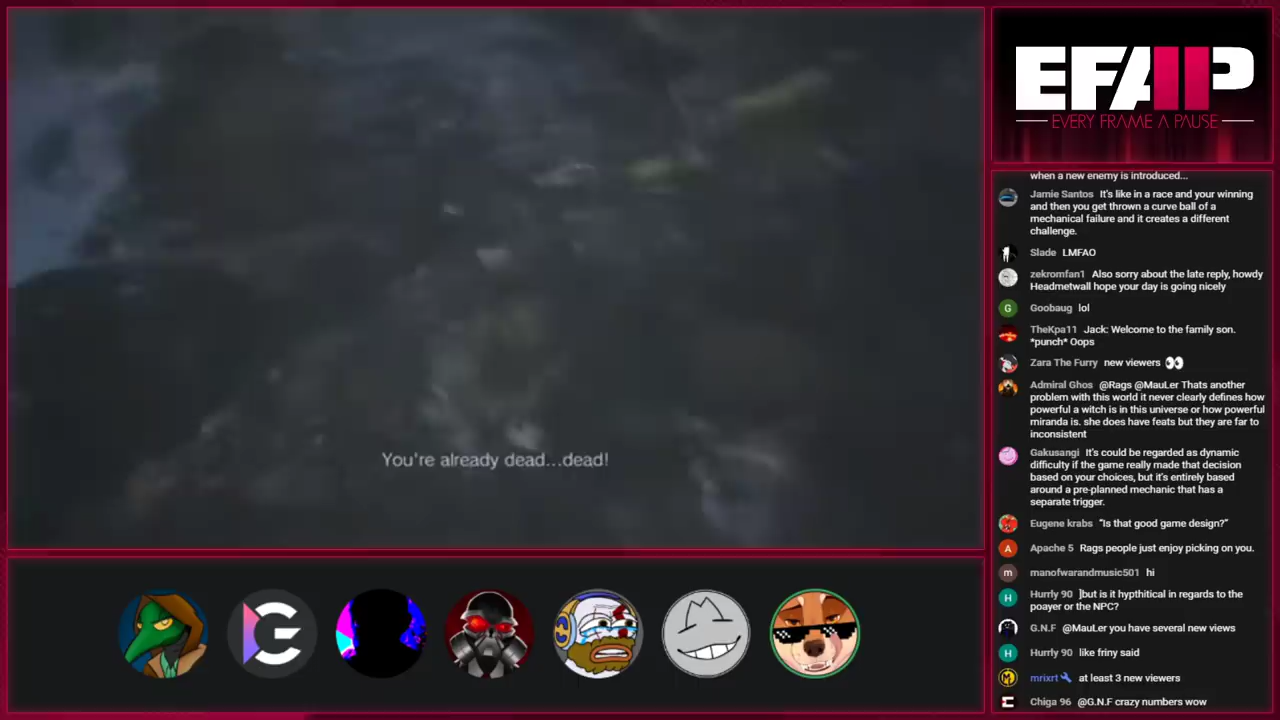 You're already dead...dead!
EFAP
EVERY FRAME A PAUSE
when a new enemy is introduced...
Jamie Santos It's like in a race and your winning
and then you get thrown a curve ball of a
mechanical failure and it creates a different
challenge.
Slade LMFAO
zekromfan1 Also sorry about the late reply, howdy
Headmetwall hope your day is going nicely
G
Goobaug lol
TheKpa11 Jack: Welcome to the family son.
*punch* Oops
Zara The Furry new viewers 👀
Admiral Ghos @Rags @MauLer Thats another
problem with this world it never clearly defines how
powerful a witch is in this universe or how powerful
miranda is. she does have feats but they are far to
inconsistent
Gakusangi It's could be regarded as dynamic
difficulty if the game really made that decision
based on your choices, but it's entirely based
around a pre-planned mechanic that has a
separate trigger.
Eugene krabs “Is that good game design?”
A
Apache 5 Rags people just enjoy picking on you.
m
manofwarandmusic501 hi
H
Hurrly 90 ]but is it hypthitical in regards to the
poayer or the NPC?
G.N.F @MauLer you have several new views
H
Hurrly 90 like friny said
mrixrt at least 3 new viewers
Chiga 96 @G.N.F crazy numbers wow